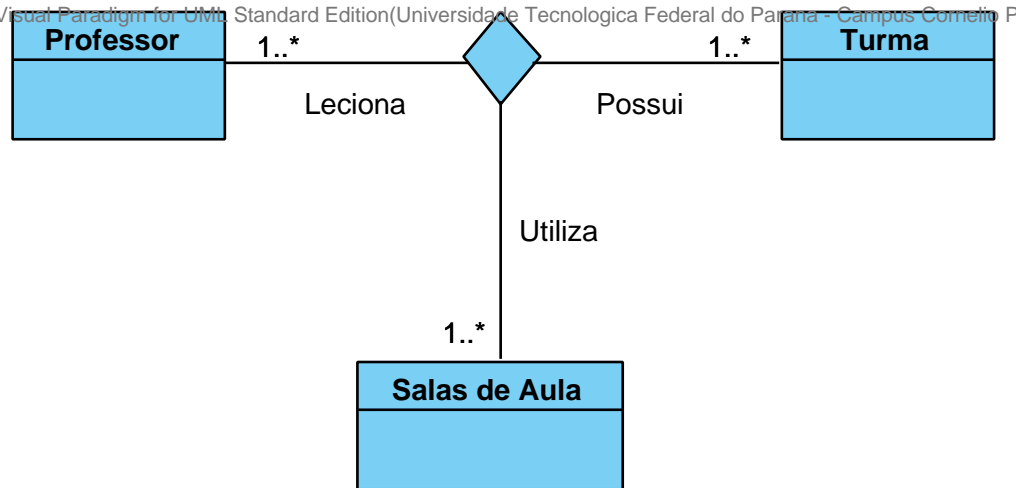 Visual Paradigm for UML Standard Edition(Universidade Tecnologica Federal do Parana - Campus Cornelio P
Professor 1..* 1..* Turma
Leciona Possui
Utiliza
1..*
Salas de Aula